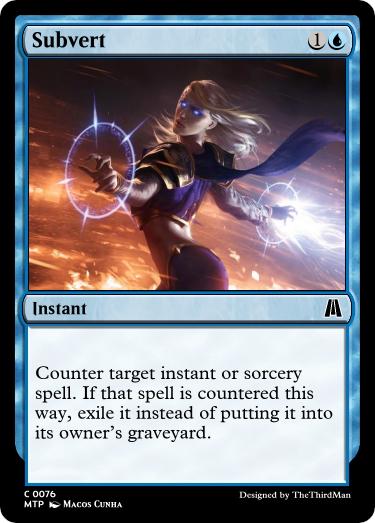 Subvert 1
Instant
Counter target instant or sorcery
spell. If that spell is countered this
way, exile it instead of putting it into
its owner's graveyard.
C 0076
MTP Macos Cunha
Designed by TheThirdMan